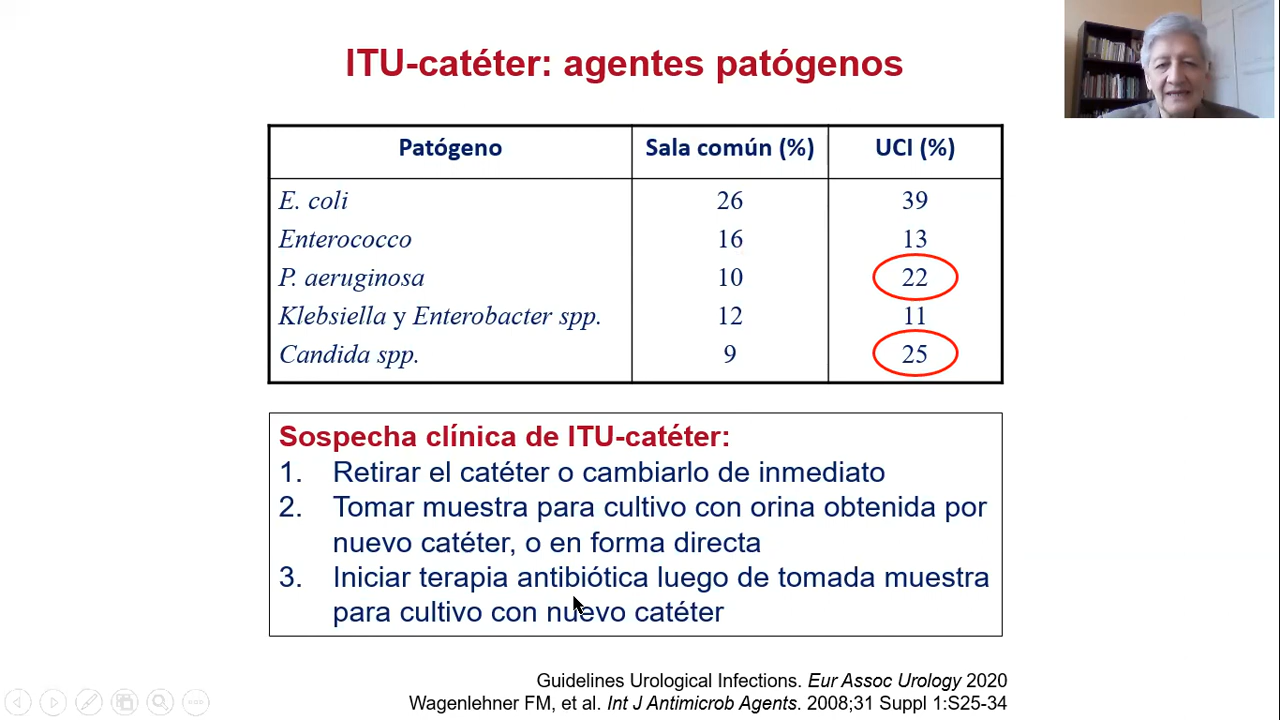 ITU-catéter: agentes patógenos
Patógeno Sala común (%) UCI (%)
E. coli 26 39
Enterococco 16 13
P. aeruginosa 10 22
Klebsiella y Enterobacter spp. 12 11
Candida spp. 9 25
Sospecha clínica de ITU-catéter:
1. Retirar el catéter o cambiarlo de inmediato
2. Tomar muestra para cultivo con orina obtenida por
nuevo catéter, o en forma directa
3. Iniciar terapia antibiótica luego de tomada muestra
para cultivo con nuevo catéter
Guidelines Urological Infections. Eur Assoc Urology 2020
Wagenlehner FM, et al. Int J Antimicrob Agents. 2008;31 Suppl 1:S25-34